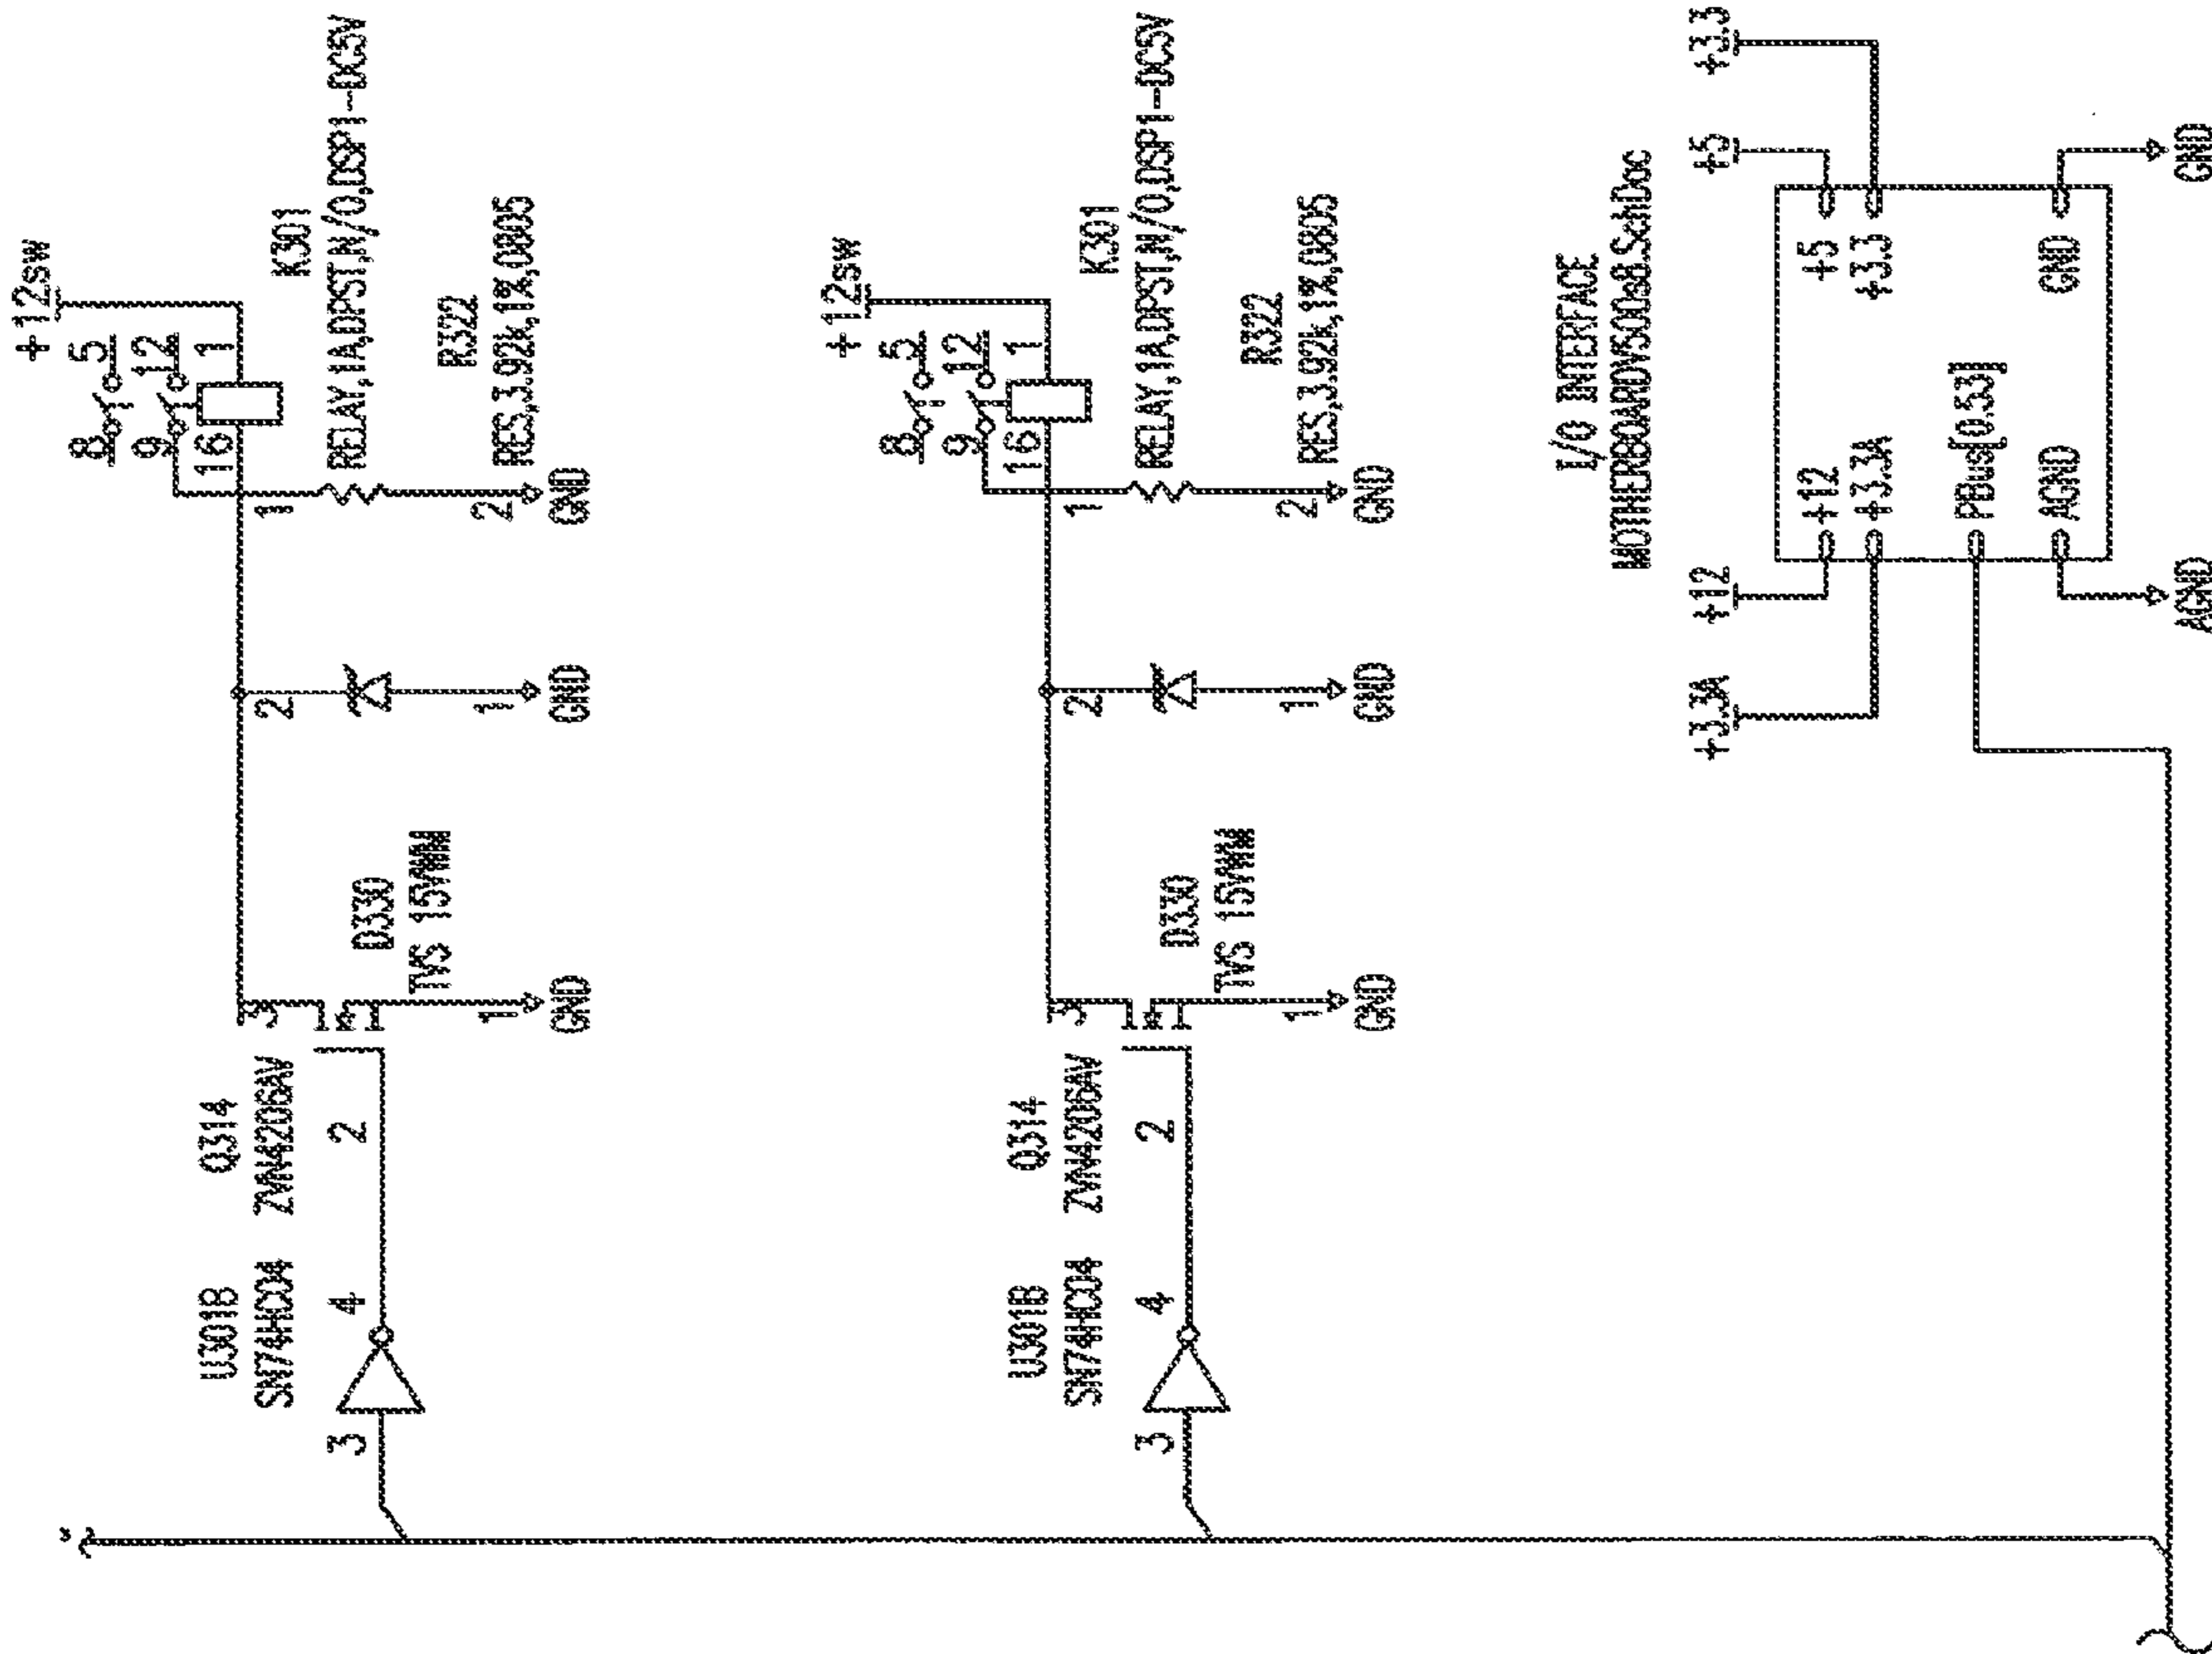 +12sw
8 5
9 12
16 1
K301
RELAY,1A,DPST,N/O,DSP1-DC5V
1
R322
RES,3.92k,1%,0805
2
GND
2
1
GND
3
D330
TVS 15VWM
1
GND
Q314
ZVN4206AV
2
U301B
SN74HC04
3 4
+12sw
8 5
9 12
16 1
K301
RELAY,1A,DPST,N/O,DSP1-DC5V
1
R322
RES,3.92k,1%,0805
2
GND
2
1
GND
3
D330
TVS 15VWM
1
GND
Q314
ZVN4206AV
2
U301B
SN74HC04
3 4
I/O INTERFACE
MOTHERBOARDV500a8.SchDoc
+3.3A +12 +5 +3.3
+12 +5
+3.3A +3.3
PBus[0.53]
AGND GND
AGND GND